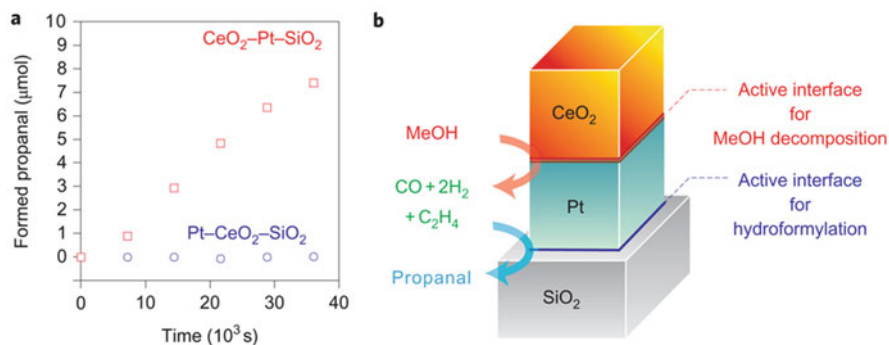 a
10
9
8
7
6
5
4
3
2
1
0
Formed propanal (μmol)
CeO₂–Pt–SiO₂
Pt–CeO₂–SiO₂
0 10 20 30 40
Time (10³ s)
b
CeO₂
Pt
SiO₂
MeOH
CO + 2H₂
+ C₂H₄
Propanal
Active interface
for
MeOH decomposition
Active interface
for
hydroformylation